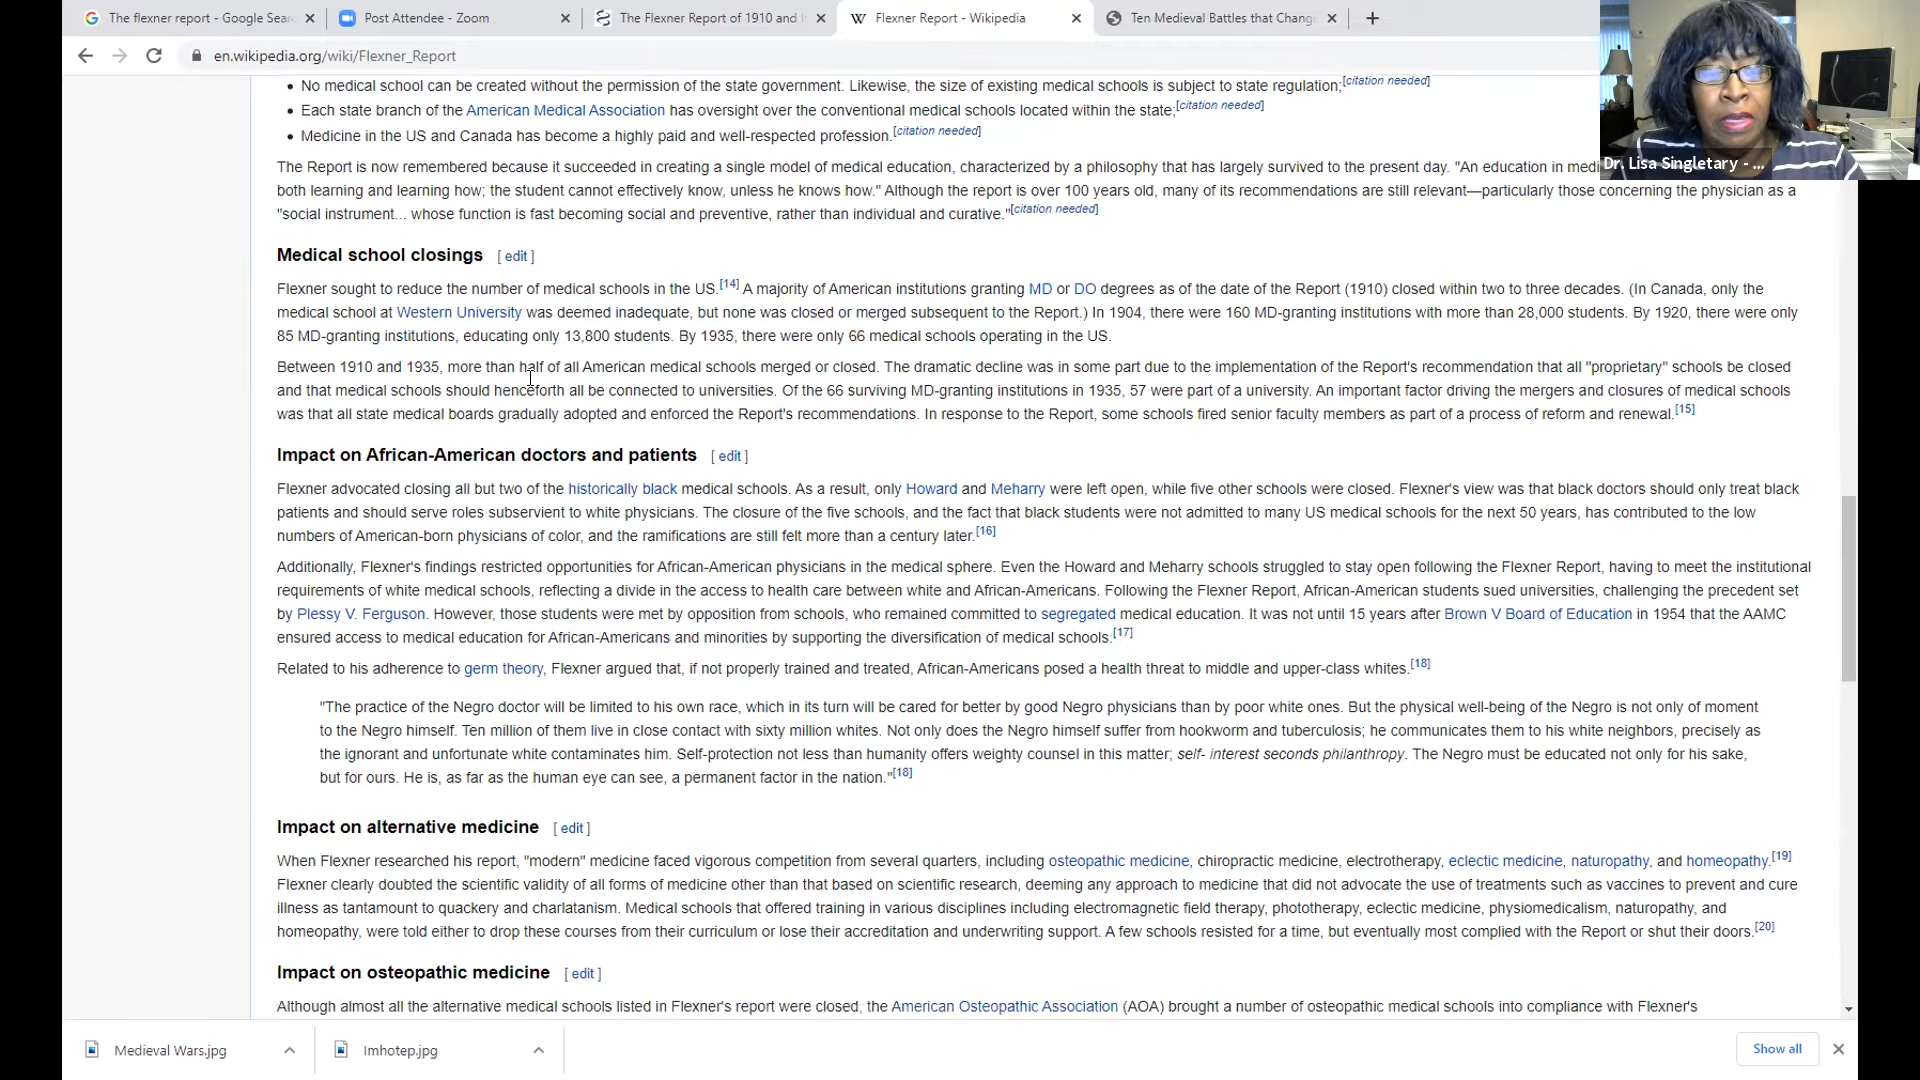 The flexner report - Google Sear
Post Attendee - Zoom
The Flexner Report of 1910 and I
Flexner Report - Wikipedia
Ten Medieval Battles that Chang
en.wikipedia.org/wiki/Flexner_Report
Dr. Lisa Singletary - ...
No medical school can be created without the permission of the state government. Likewise, the size of existing medical schools is subject to state regulation;[citation needed]
Each state branch of the American Medical Association has oversight over the conventional medical schools located within the state;[citation needed]
Medicine in the US and Canada has become a highly paid and well-respected profession.[citation needed]
The Report is now remembered because it succeeded in creating a single model of medical education, characterized by a philosophy that has largely survived to the present day. "An education in medi
both learning and learning how; the student cannot effectively know, unless he knows how." Although the report is over 100 years old, many of its recommendations are still relevant—particularly those concerning the physician as a
"social instrument... whose function is fast becoming social and preventive, rather than individual and curative."[citation needed]
Medical school closings [ edit ]
Flexner sought to reduce the number of medical schools in the US.[14] A majority of American institutions granting MD or DO degrees as of the date of the Report (1910) closed within two to three decades. (In Canada, only the
medical school at Western University was deemed inadequate, but none was closed or merged subsequent to the Report.) In 1904, there were 160 MD-granting institutions with more than 28,000 students. By 1920, there were only
85 MD-granting institutions, educating only 13,800 students. By 1935, there were only 66 medical schools operating in the US.
Between 1910 and 1935, more than half of all American medical schools merged or closed. The dramatic decline was in some part due to the implementation of the Report's recommendation that all "proprietary" schools be closed
and that medical schools should henceforth all be connected to universities. Of the 66 surviving MD-granting institutions in 1935, 57 were part of a university. An important factor driving the mergers and closures of medical schools
was that all state medical boards gradually adopted and enforced the Report's recommendations. In response to the Report, some schools fired senior faculty members as part of a process of reform and renewal.[15]
Impact on African-American doctors and patients [ edit ]
Flexner advocated closing all but two of the historically black medical schools. As a result, only Howard and Meharry were left open, while five other schools were closed. Flexner's view was that black doctors should only treat black
patients and should serve roles subservient to white physicians. The closure of the five schools, and the fact that black students were not admitted to many US medical schools for the next 50 years, has contributed to the low
numbers of American-born physicians of color, and the ramifications are still felt more than a century later.[16]
Additionally, Flexner's findings restricted opportunities for African-American physicians in the medical sphere. Even the Howard and Meharry schools struggled to stay open following the Flexner Report, having to meet the institutional
requirements of white medical schools, reflecting a divide in the access to health care between white and African-Americans. Following the Flexner Report, African-American students sued universities, challenging the precedent set
by Plessy V. Ferguson. However, those students were met by opposition from schools, who remained committed to segregated medical education. It was not until 15 years after Brown V Board of Education in 1954 that the AAMC
ensured access to medical education for African-Americans and minorities by supporting the diversification of medical schools.[17]
Related to his adherence to germ theory, Flexner argued that, if not properly trained and treated, African-Americans posed a health threat to middle and upper-class whites.[18]
"The practice of the Negro doctor will be limited to his own race, which in its turn will be cared for better by good Negro physicians than by poor white ones. But the physical well-being of the Negro is not only of moment
to the Negro himself. Ten million of them live in close contact with sixty million whites. Not only does the Negro himself suffer from hookworm and tuberculosis; he communicates them to his white neighbors, precisely as
the ignorant and unfortunate white contaminates him. Self-protection not less than humanity offers weighty counsel in this matter; self- interest seconds philanthropy. The Negro must be educated not only for his sake,
but for ours. He is, as far as the human eye can see, a permanent factor in the nation."[18]
Impact on alternative medicine [ edit ]
When Flexner researched his report, "modern" medicine faced vigorous competition from several quarters, including osteopathic medicine, chiropractic medicine, electrotherapy, eclectic medicine, naturopathy, and homeopathy.[19]
Flexner clearly doubted the scientific validity of all forms of medicine other than that based on scientific research, deeming any approach to medicine that did not advocate the use of treatments such as vaccines to prevent and cure
illness as tantamount to quackery and charlatanism. Medical schools that offered training in various disciplines including electromagnetic field therapy, phototherapy, eclectic medicine, physiomedicalism, naturopathy, and
homeopathy, were told either to drop these courses from their curriculum or lose their accreditation and underwriting support. A few schools resisted for a time, but eventually most complied with the Report or shut their doors.[20]
Impact on osteopathic medicine [ edit ]
Although almost all the alternative medical schools listed in Flexner's report were closed, the American Osteopathic Association (AOA) brought a number of osteopathic medical schools into compliance with Flexner's
Medieval Wars.jpg
Imhotep.jpg
Show all